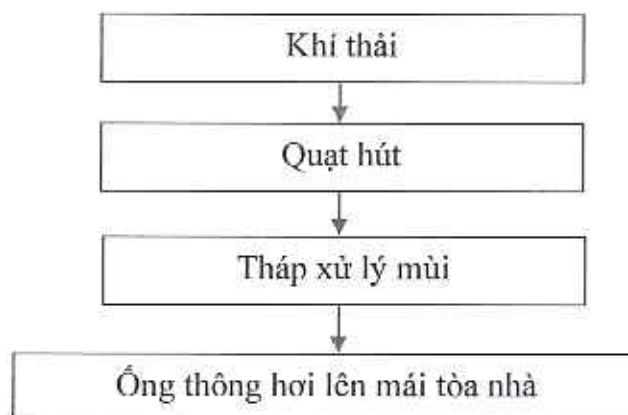 Khí thải
Quạt hút
Tháp xử lý mùi
Ống thông hơi lên mái tòa nhà